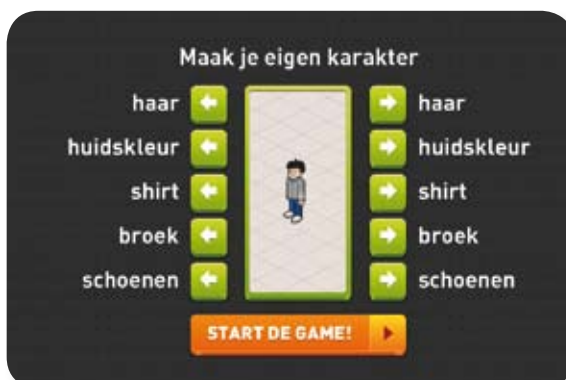 Maak je eigen karakter
haar haar
huidskleur huidskleur
shirt shirt
broek broek
schoenen schoenen
START DE GAME!